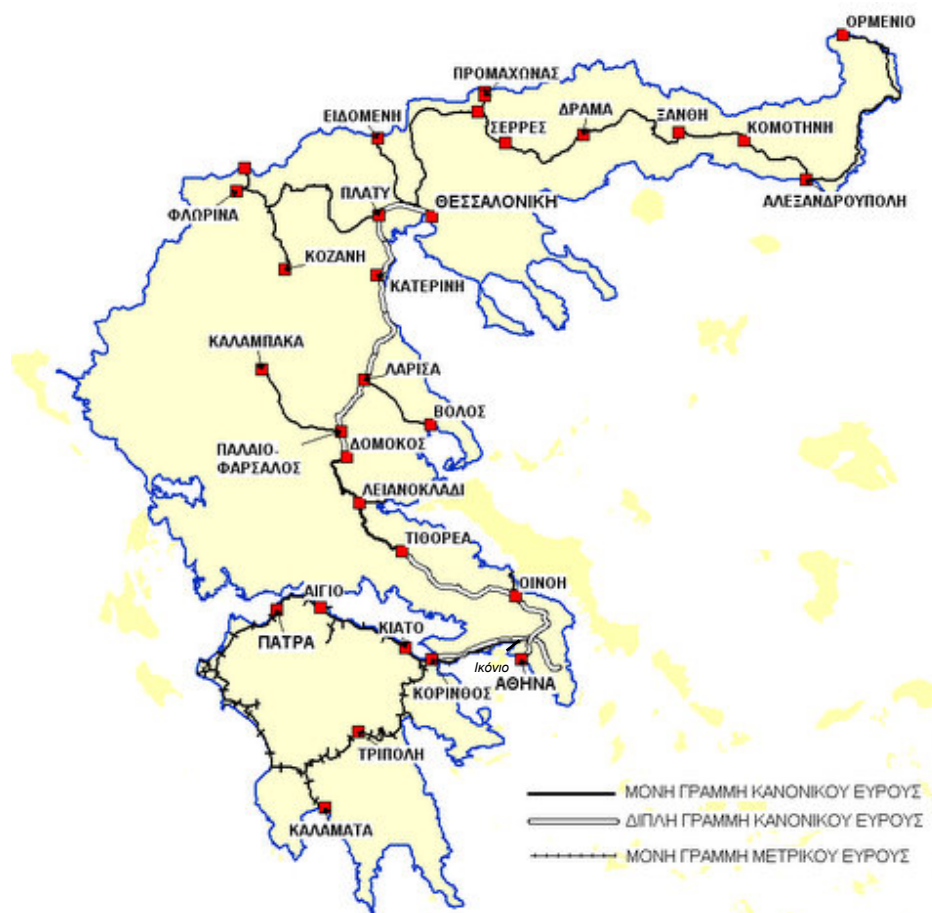 ΟΡΜΕΝΙΟ
ΠΡΟΜΑΧΩΝΑΣ
ΕΙΔΟΜΕΝΗ
ΔΡΑΜΑ
ΞΑΝΘΗ
ΣΕΡΡΕΣ
ΚΟΜΟΤΗΝΗ
ΦΛΩΡΙΝΑ
ΠΛΑΤΥ
ΘΕΣΣΑΛΟΝΙΚΗ
ΑΛΕΞΑΝΔΡΟΥΠΟΛΗ
ΚΟΖΑΝΗ
ΚΑΤΕΡΙΝΗ
ΚΑΛΑΜΠΑΚΑ
ΛΑΡΙΣΑ
ΒΟΛΟΣ
ΠΑΛΑΙΟ-
ΦΑΡΣΑΛΟΣ
ΔΟΜΟΚΟΣ
ΛΕΙΑΝΟΚΛΑΔΙ
ΤΙΘΟΡΕΑ
ΟΙΝΟΗ
ΑΙΓΙΟ
ΠΑΤΡΑ
ΚΙΑΤΟ
Ικόνιο
ΑΘΗΝΑ
ΚΟΡΙΝΘΟΣ
ΤΡΙΠΟΛΗ
ΚΑΛΑΜΑΤΑ
ΜΟΝΗ ΓΡΑΜΜΗ ΚΑΝΟΝΙΚΟΥ ΕΥΡΟΥΣ
ΔΙΠΛΗ ΓΡΑΜΜΗ ΚΑΝΟΝΙΚΟΥ ΕΥΡΟΥΣ
ΜΟΝΗ ΓΡΑΜΜΗ ΜΕΤΡΙΚΟΥ ΕΥΡΟΥΣ